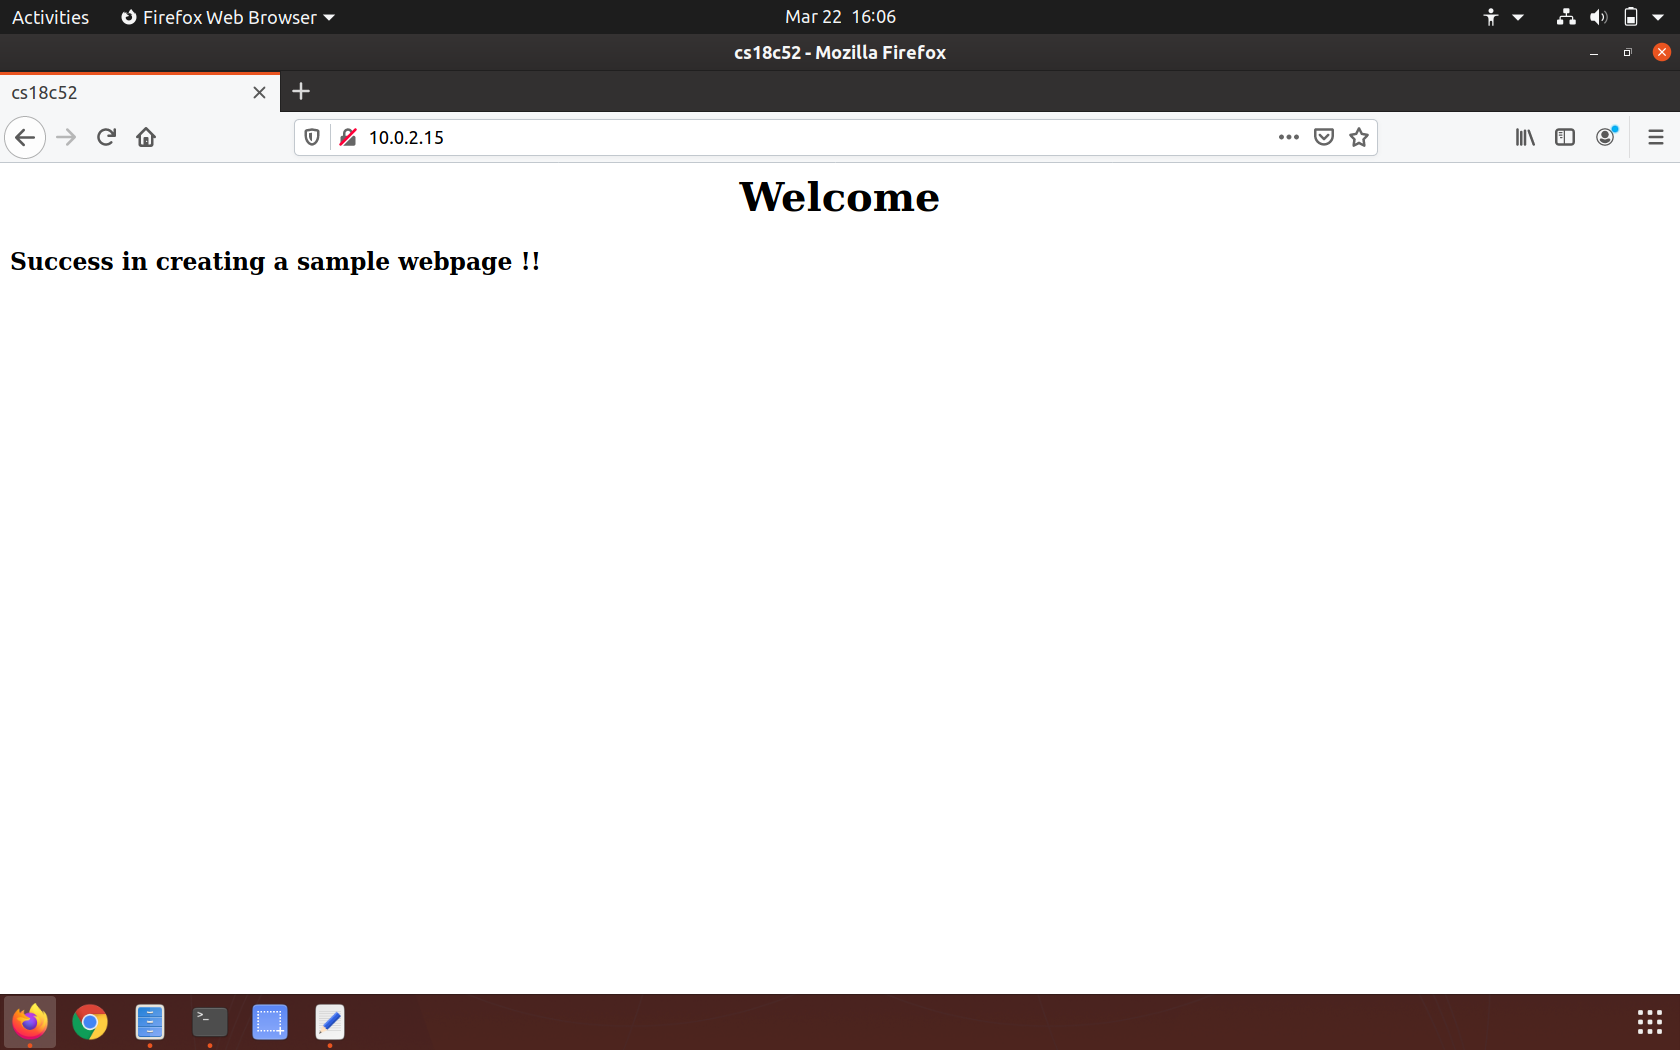 Activities
Firefox Web Browser
Mar 22 16:06
cs18c52 - Mozilla Firefox
cs18c52
10.0.2.15
Welcome
Success in creating a sample webpage !!
>_